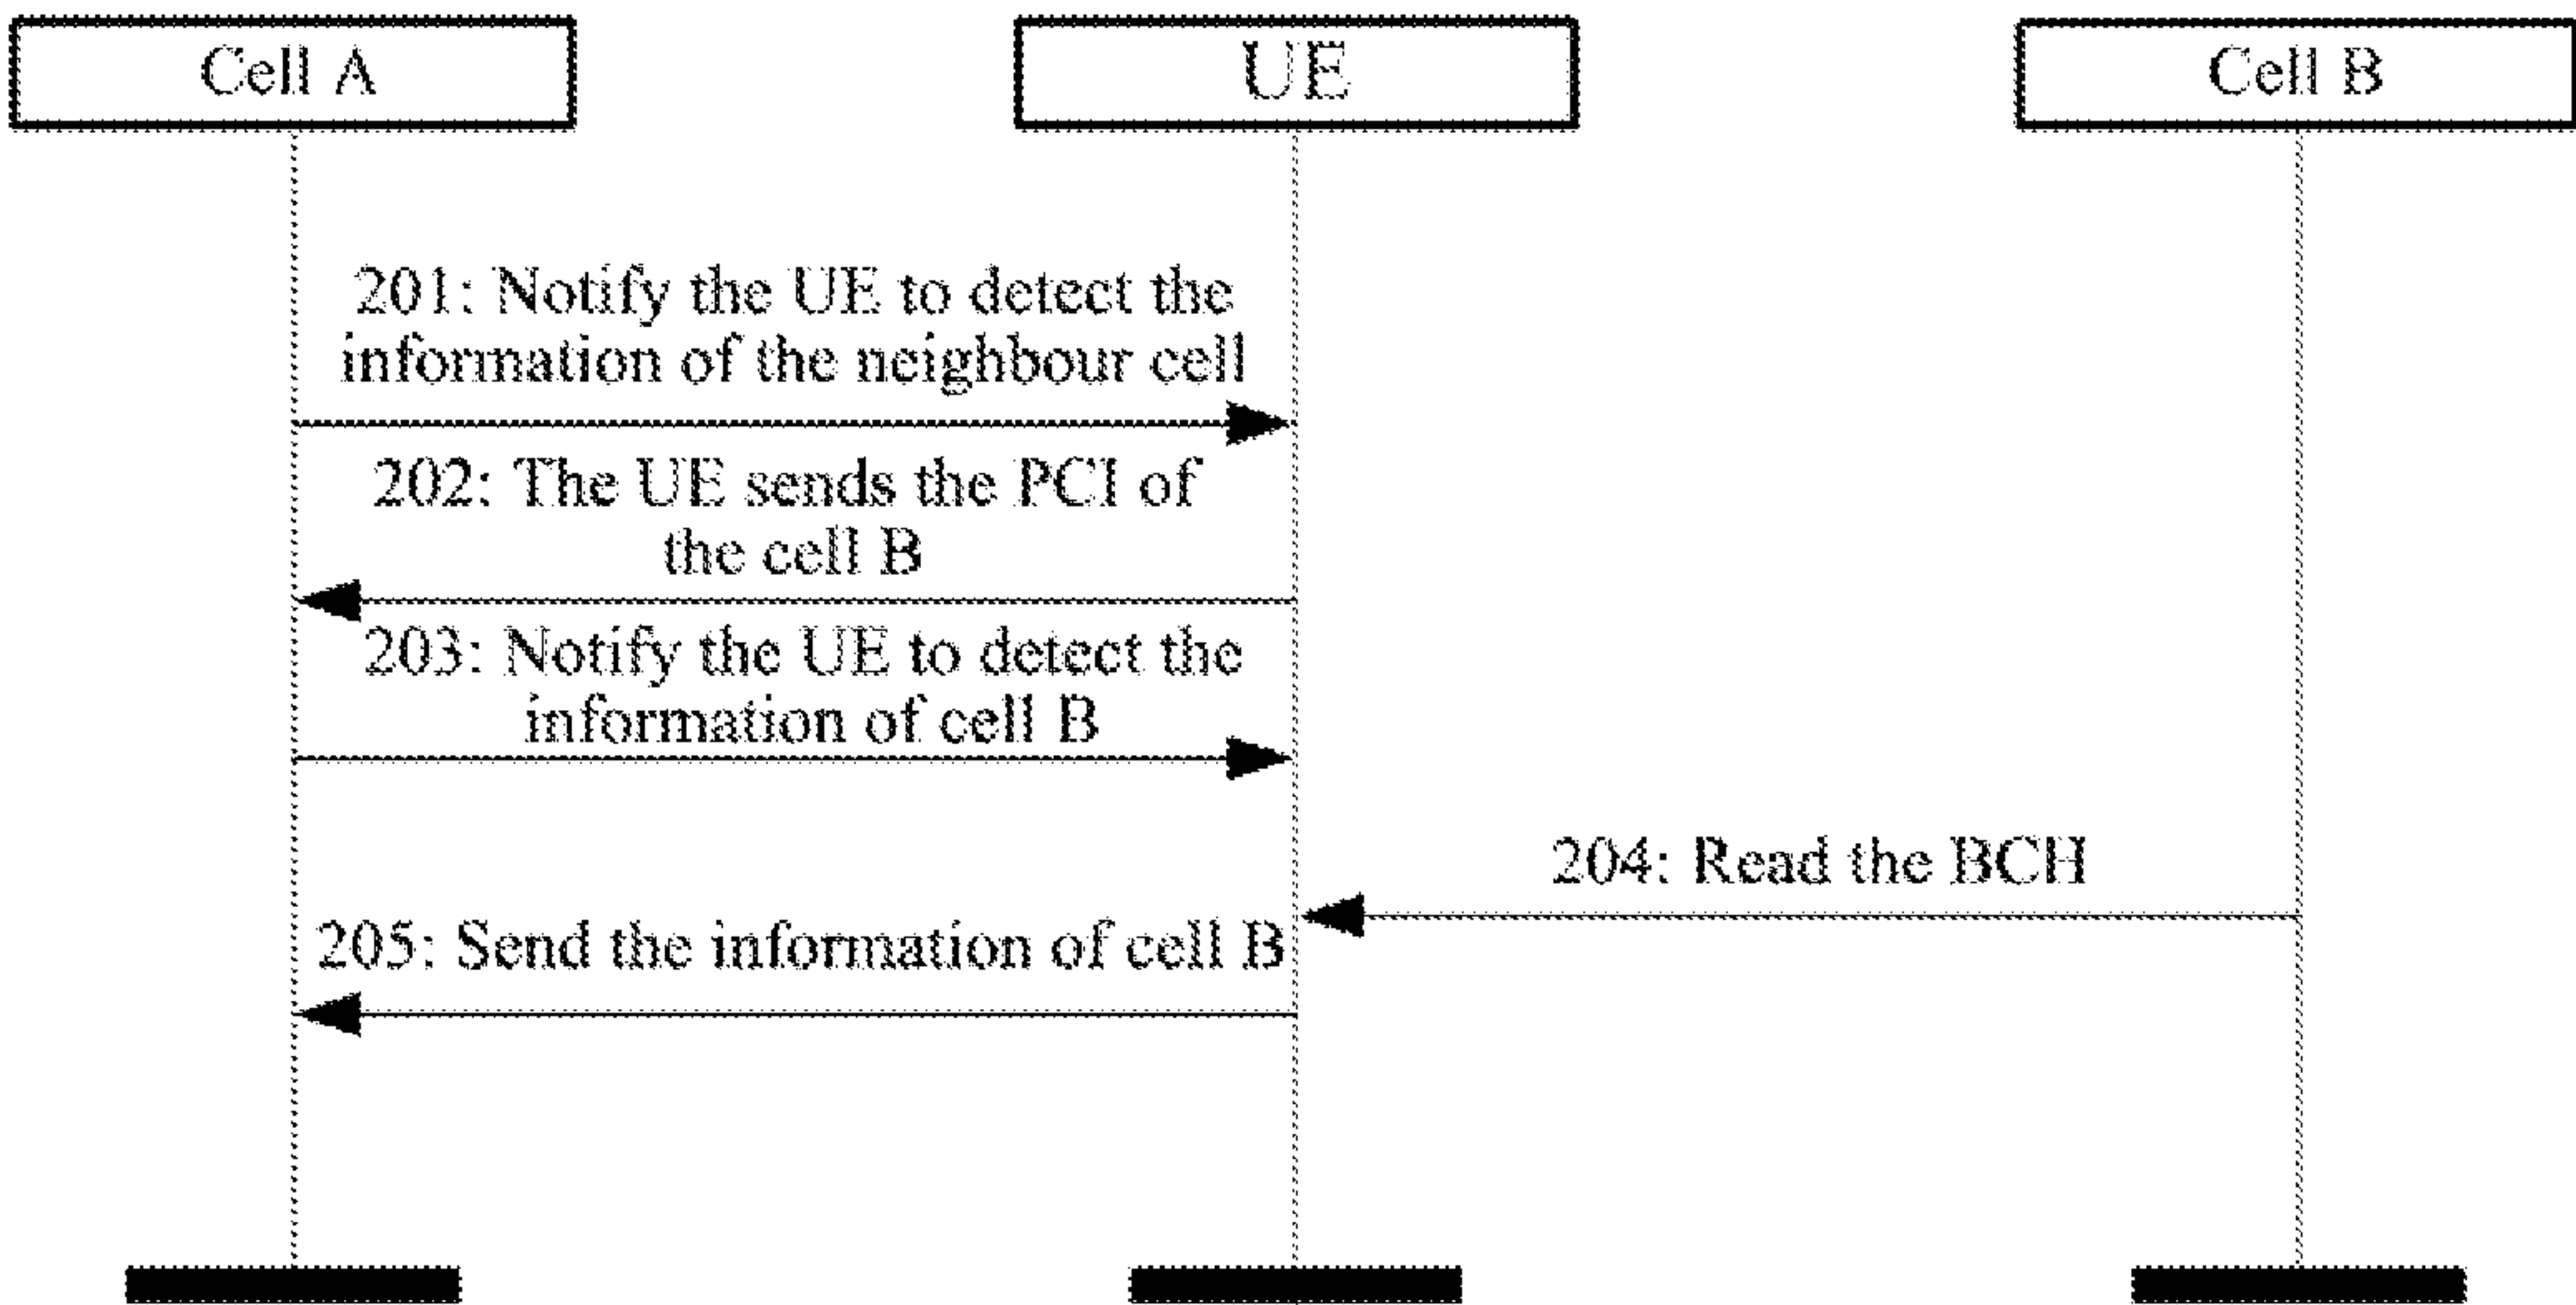 Cell A
UE
Cell B
201: Notify the UE to detect the
information of the neighbour cell
202: The UE sends the PCI of
the cell B
203: Notify the UE to detect the
information of cell B
204: Read the BCH
205: Send the information of cell B